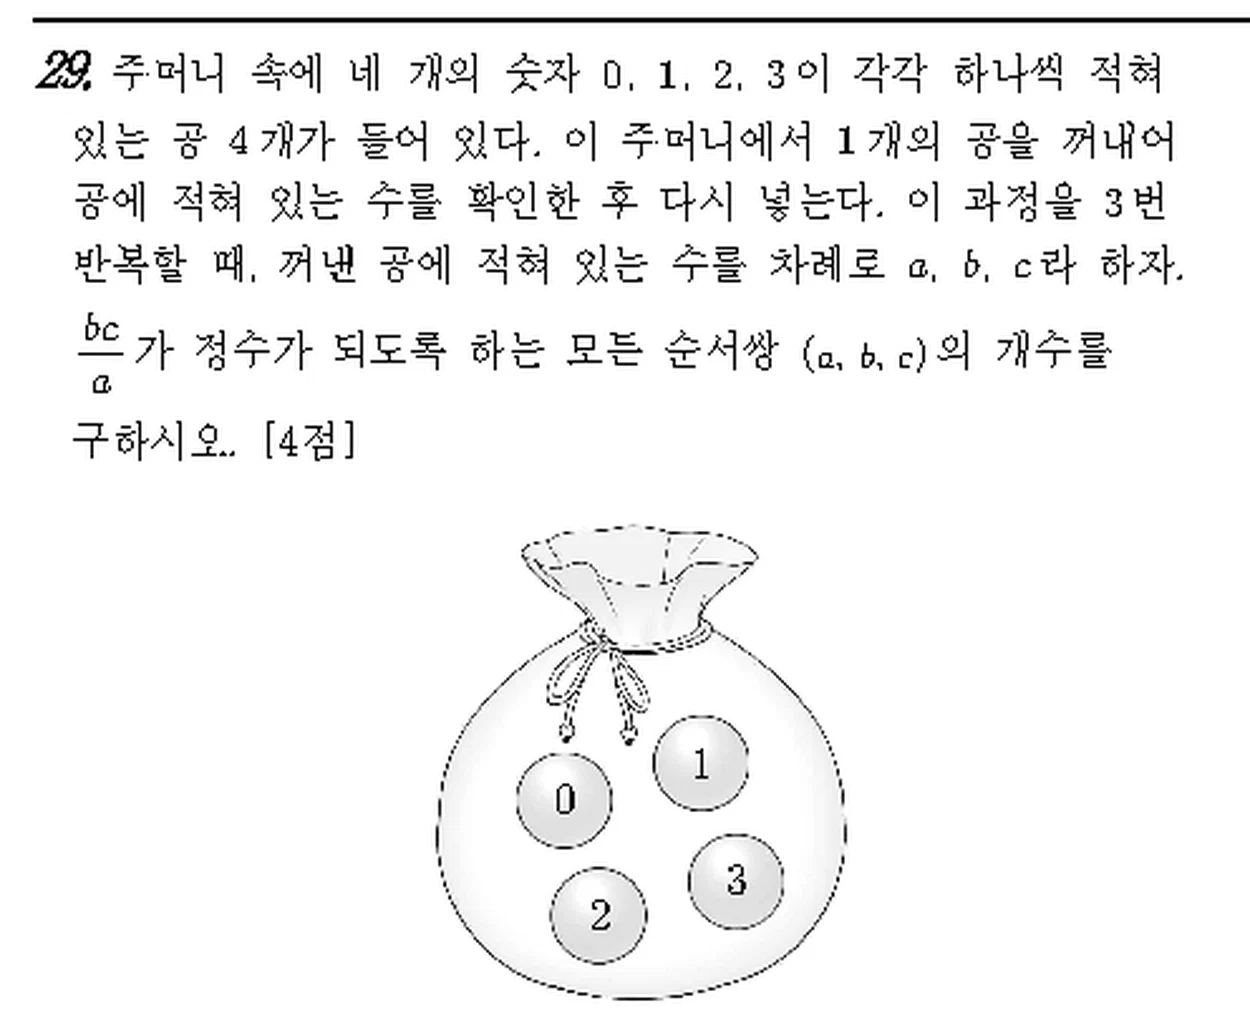 29. 주머니 속에 네 개의 숫자 0, 1, 2, 3이 각각 하나씩 적혀
있는 공 4개가 들어 있다. 이 주머니에서 1개의 공을 꺼내어
공에 적혀 있는 수를 확인한 후 다시 넣는다. 이 과정을 3번
반복할 때, 꺼낸 공에 적혀 있는 수를 차례로 a, b, c라 하자.
bc/a가 정수가 되도록 하는 모든 순서쌍 (a, b, c)의 개수를
구하시오.. [4점]
1
0
3
2